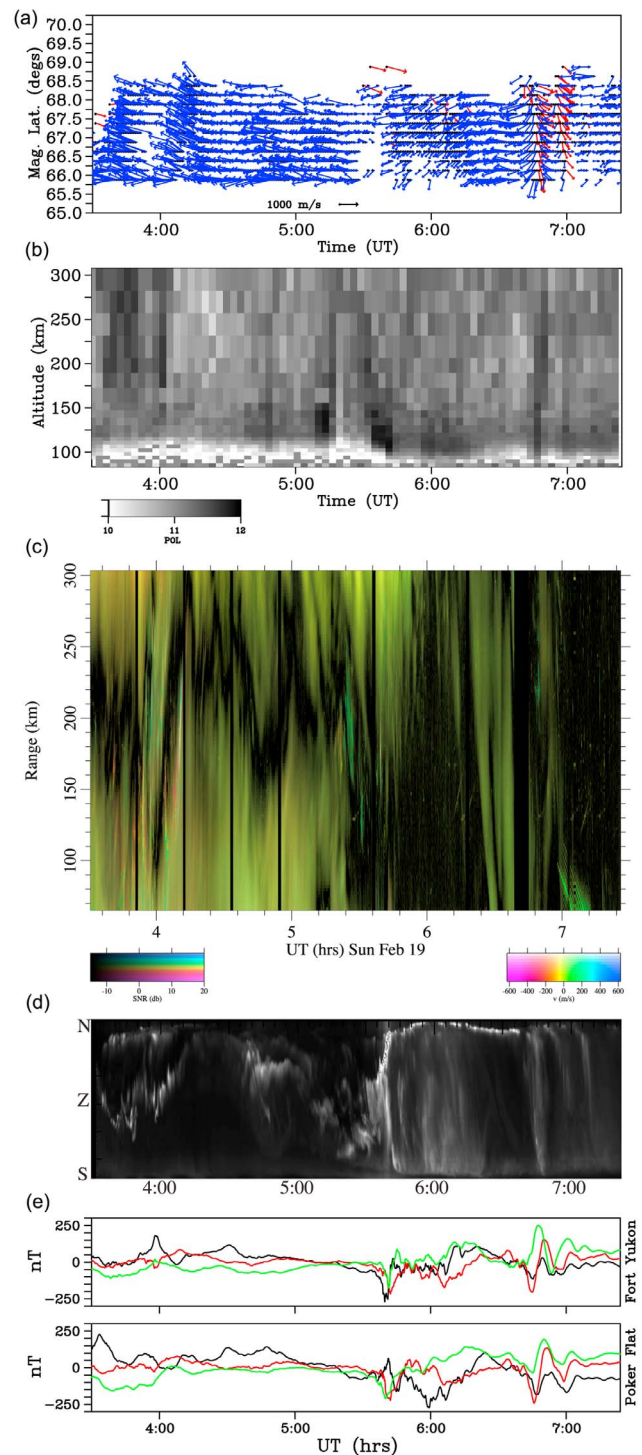 (a)
70.0
69.5
69.0
68.5
68.0
67.5
67.0
66.5
66.0
65.5
65.0
Mag. Lat. (degs)
1000 m/s
4:00 5:00 6:00 7:00
Time (UT)
(b)
300
250
200
150
100
Altitude (km)
4:00 5:00 6:00 7:00
Time (UT)
10 11 12
POL
(c)
300
250
200
150
100
Range (km)
4 5 6 7
UT (hrs) Sun Feb 19
-10 0 10 20
SNR (db)
-600 -400 -200 0 200 400 600
v (m/s)
(d)
N
Z
S
4:00 5:00 6:00 7:00
(e)
250
0
-250
nT
Fort Yukon
250
0
-250
nT
Poker Flat
4:00 5:00 6:00 7:00
UT (hrs)